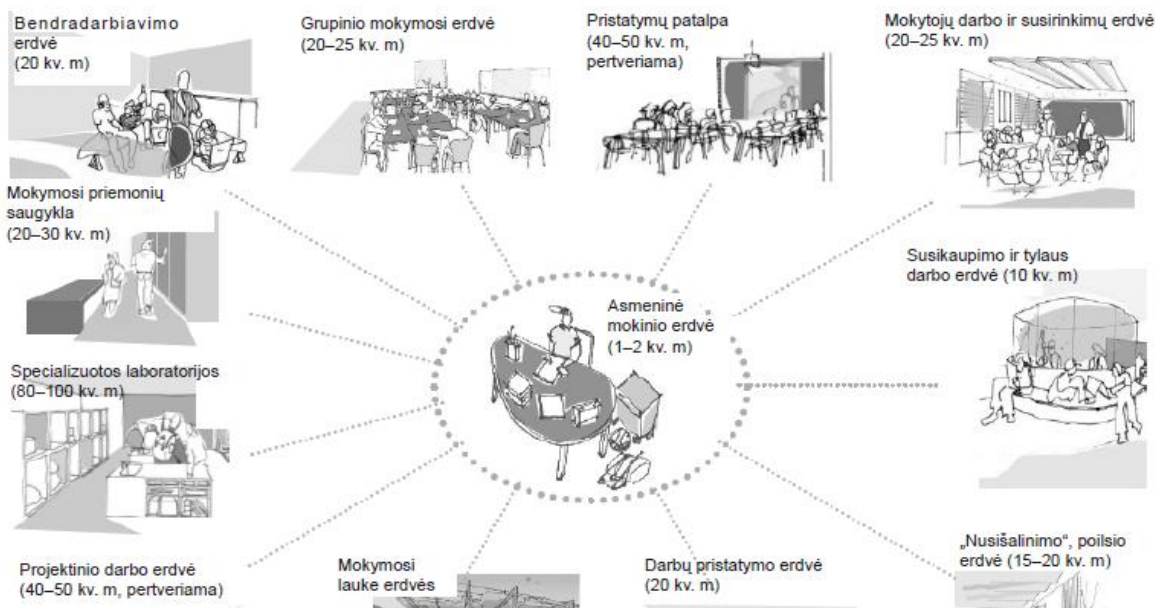 Bendradarbiavimo
erdvė
(20 kv. m)
Grupinio mokymosi erdvė
(20–25 kv. m)
Pristatymų patalpa
(40–50 kv. m,
pertveriama)
Mokytojų darbo ir susirinkimų erdvė
(20–25 kv. m)
Mokymosi priemonių
saugykla
(20–30 kv. m)
Susikaupimo ir tylaus
darbo erdvė (10 kv. m)
Asmeninė
mokinio erdvė
(1–2 kv. m)
Specializuotos laboratorijos
(80–100 kv. m)
Projektinio darbo erdvė
(40–50 kv. m, pertveriama)
Mokymosi
lauke erdvės
Darbų pristatymo erdvė
(20 kv. m)
„Nusišalinimo“, poilsio
erdvė (15–20 kv. m)